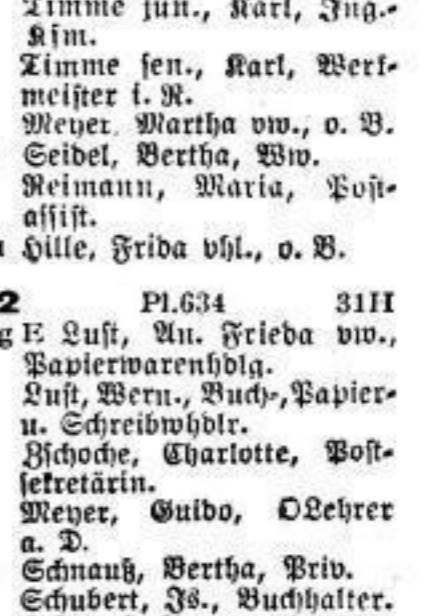 Timme jun., Karl, Ing.-
Kfm.
Timme sen., Karl, Werk-
meister i. R.
Meyer, Martha vw., o. B.
Seidel, Bertha, Ww.
Reimann, Maria, Post-
assist.
Hille, Frida vhl., o. B.
2 Pl.634 31H
g E Lust, An. Frieda vw.,
Papierwarenhdlg.
Lust, Wern., Buch-, Papier-
u. Schreibwhdlr.
Zschoche, Charlotte, Post-
sekretärin.
Meyer, Guido, OLehrer
a. D.
Schnauß, Bertha, Priv.
Schubert, Js., Buchhalter.